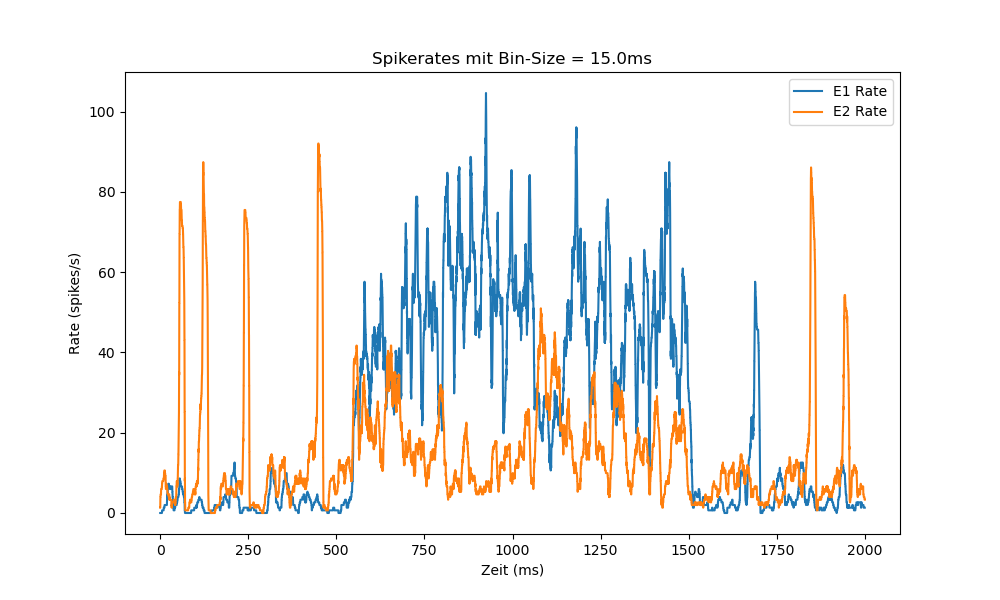 Spikerates mit Bin-Size = 15.0ms
E1 Rate
E2 Rate
Rate (spikes/s)
100
80
60
40
20
0
0 250 500 750 1000 1250 1500 1750 2000
Zeit (ms)